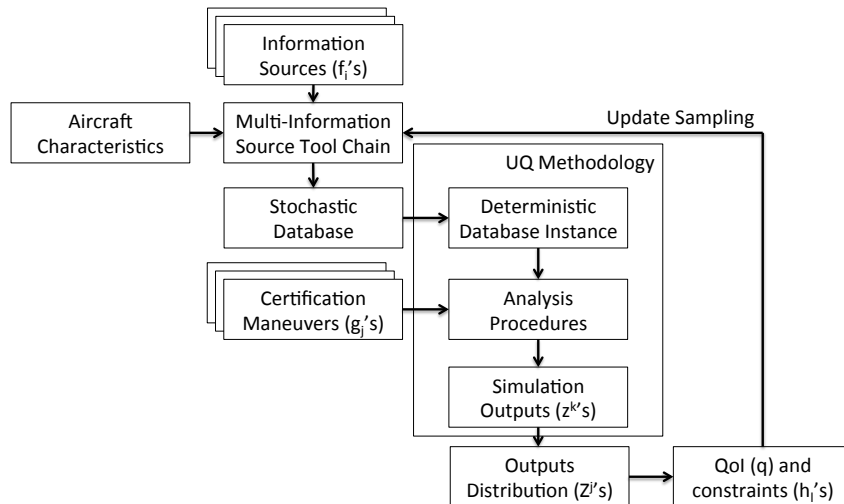 Information
Sources (fᵢ's)
Aircraft
Characteristics
Multi-Information
Source Tool Chain
Update Sampling
UQ Methodology
Stochastic
Database
Deterministic
Database Instance
Certification
Maneuvers (gⱼ's)
Analysis
Procedures
Simulation
Outputs (zᵏ's)
Outputs
Distribution (Zʲ's)
QoI (q) and
constraints (hₗ's)